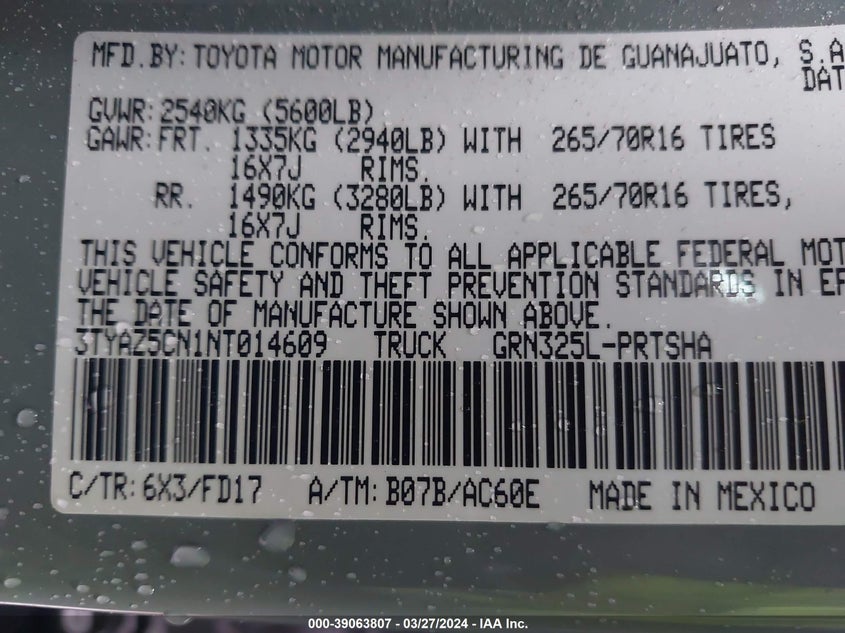 MFD.BY: TOYOTA MOTOR MANUFACTURING DE GUANAJUATO, S.A
DAT
GVWR: 2540KG (5600LB)
GAWR: FRT. 1335KG (2940LB) WITH 265/70R16 TIRES
16X7J RIMS.
RR. 1490KG (3280LB) WITH 265/70R16 TIRES,
16X7J RIMS.
THIS VEHICLE CONFORMS TO ALL APPLICABLE FEDERAL MOT
VEHICLE SAFETY AND THEFT PREVENTION STANDARDS IN EF
THE DATE OF MANUFACTURE SHOWN ABOVE.
3TYAZ5CN1NT014609 TRUCK GRN325L-PRTSHA
C/TR: 6X3/FD17 A/TM: B07B/AC60E MADE IN MEXICO
000-39063807 - 03/27/2024 - IAA Inc.